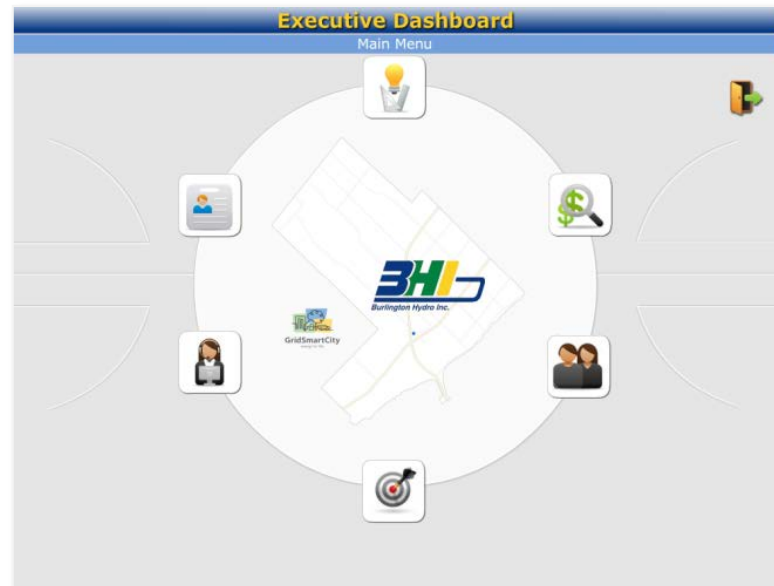 Executive Dashboard
Main Menu
BHI
Burlington Hydro Inc.
GridSmartCity